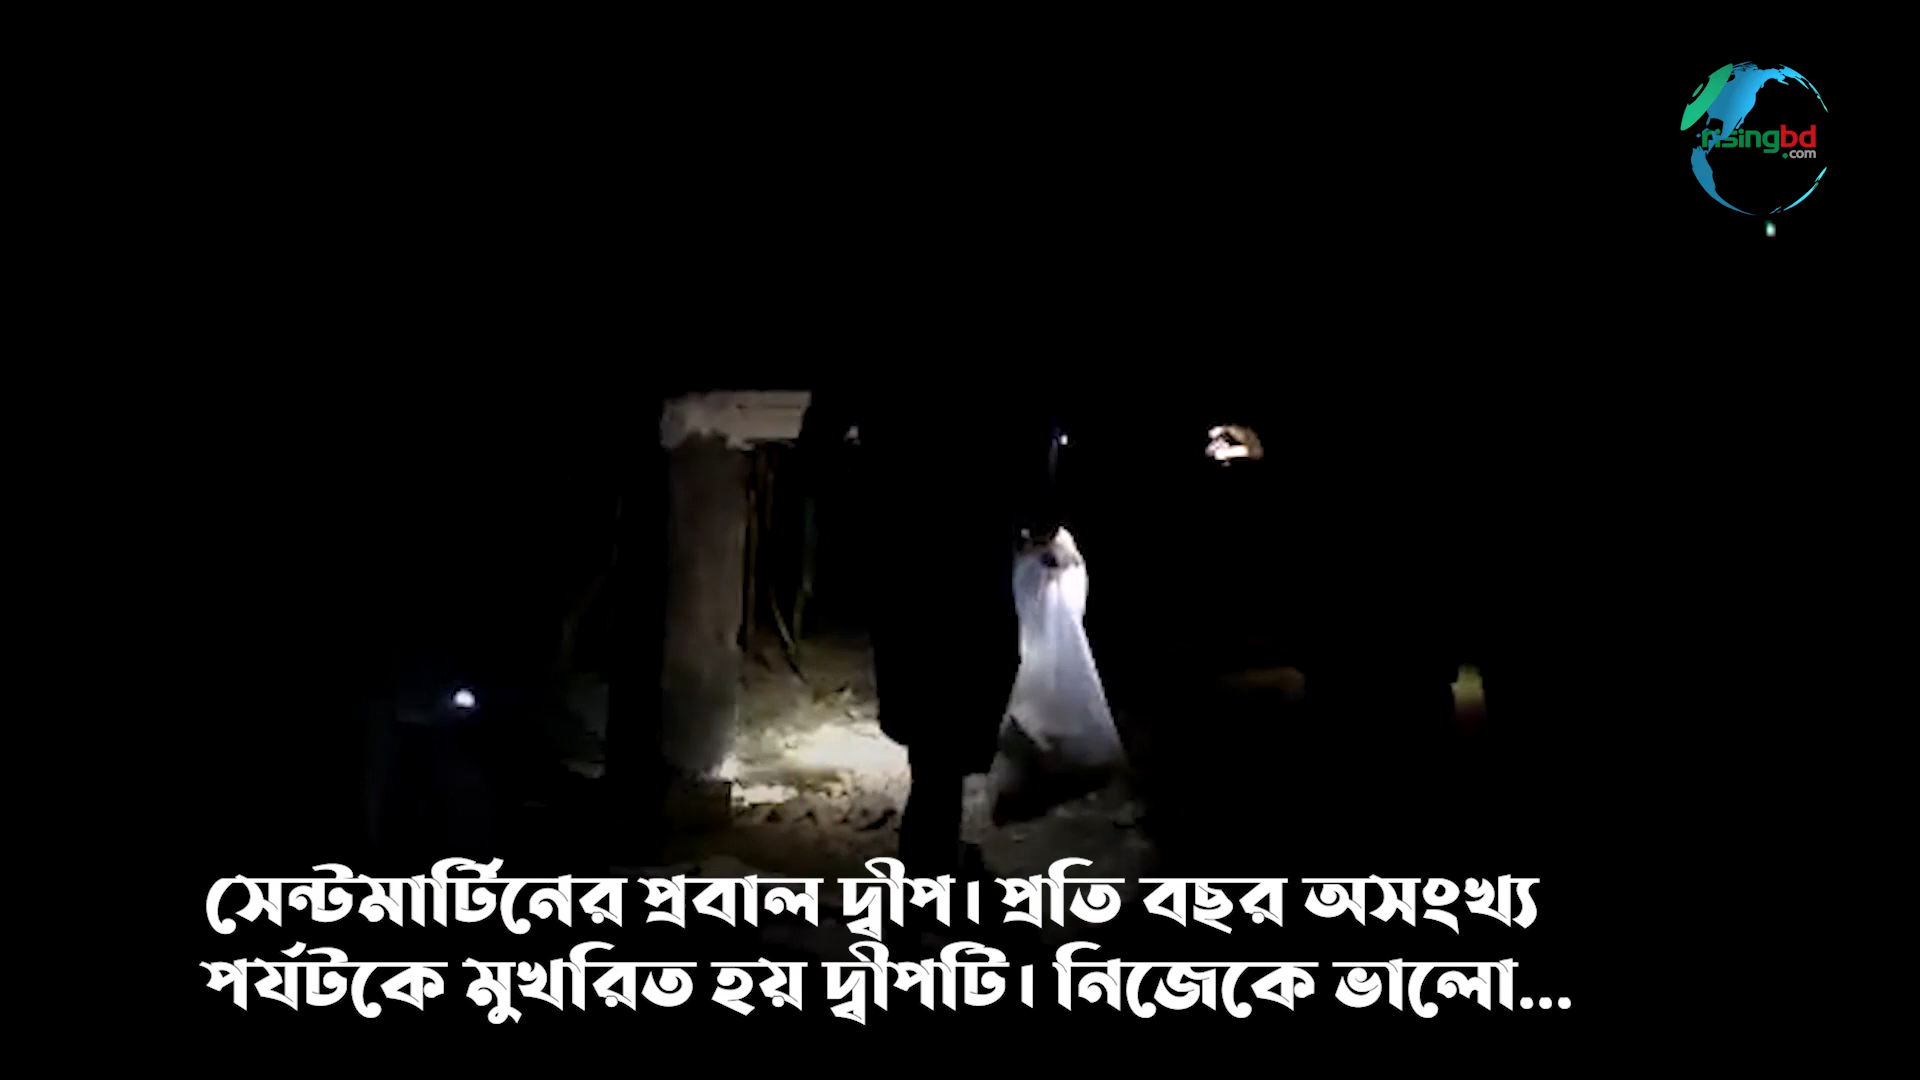 risingbd
.com
সেন্টমার্টিনের প্রবাল দ্বীপ। প্রতি বছর অসংখ্য
পর্যটকে মুখরিত হয় দ্বীপটি। নিজেকে ভালো...